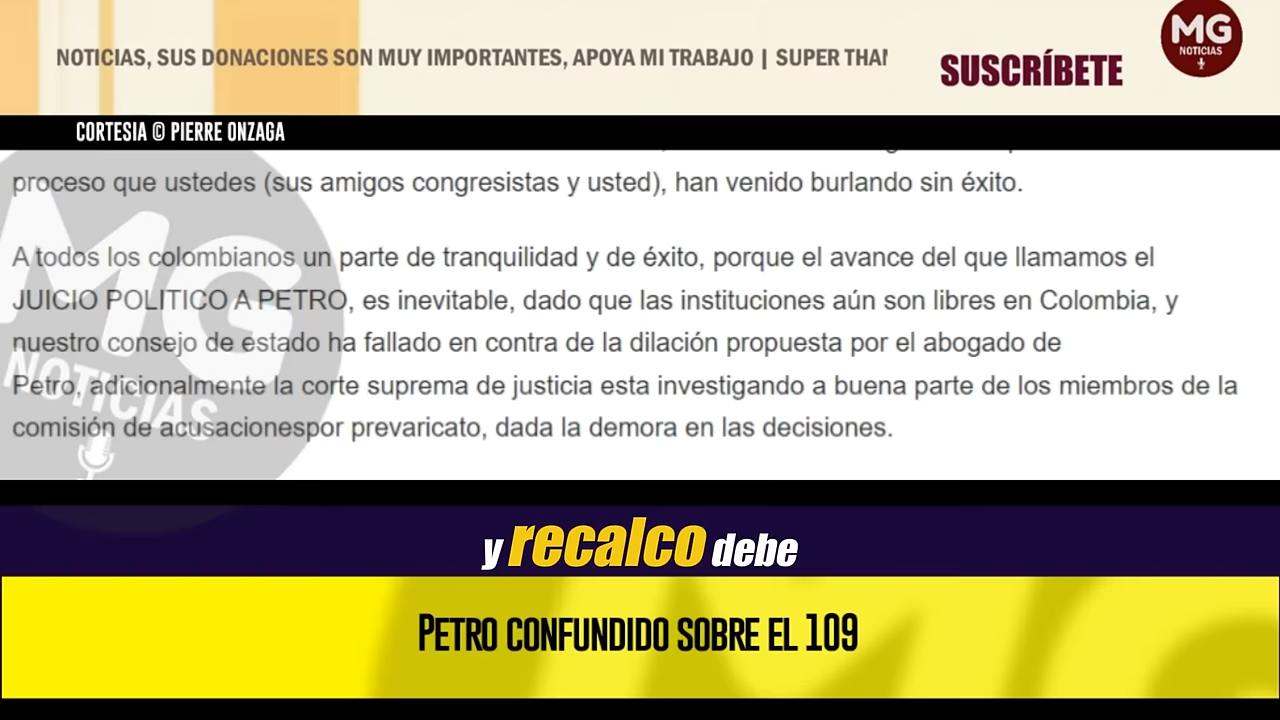 NOTICIAS, SUS DONACIONES SON MUY IMPORTANTES, APOYA MI TRABAJO | SUPER THAN
SUSCRÍBETE
MG
NOTICIAS
CORTESIA © PIERRE ONZAGA
proceso que ustedes (sus amigos congresistas y usted), han venido burlando sin éxito.
A todos los colombianos un parte de tranquilidad y de éxito, porque el avance del que llamamos el
JUICIO POLITICO A PETRO, es inevitable, dado que las instituciones aún son libres en Colombia, y
nuestro consejo de estado ha fallado en contra de la dilación propuesta por el abogado de
Petro, adicionalmente la corte suprema de justicia esta investigando a buena parte de los miembros de la
comisión de acusacionespor prevaricato, dada la demora en las decisiones.
MG
NOTICIAS
y recalco debe
PETRO CONFUNDIDO SOBRE EL 109